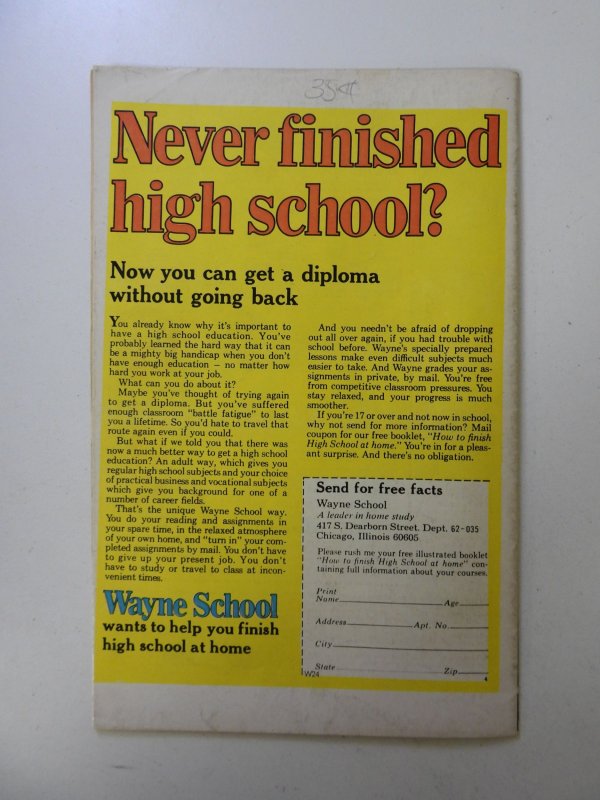 35¢
Never finished
high school?
Now you can get a diploma
without going back
You already know why it's important to
have a high school education. You've
probably learned the hard way that it can
be a mighty big handicap when you don't
have enough education – no matter how
hard you work at your job.
What can you do about it?
Maybe you've thought of trying again
to get a diploma. But you've suffered
enough classroom "battle fatigue" to last
you a lifetime. So you'd hate to travel that
route again even if you could.
But what if we told you that there was
now a much better way to get a high school
education? An adult way, which gives you
regular high school subjects and your choice
of practical business and vocational subjects
which give you background for one of a
number of career fields.
That's the unique Wayne School way.
You do your reading and assignments in
your spare time, in the relaxed atmosphere
of your own home, and "turn in" your com-
pleted assignments by mail. You don't have
to give up your present job. You don't
have to study or travel to class at incon-
venient times.
Wayne School
wants to help you finish
high school at home
And you needn't be afraid of dropping
out all over again, if you had trouble with
school before. Wayne's specially prepared
lessons make even difficult subjects much
easier to take. And Wayne grades your as-
signments in private, by mail. You're free
from competitive classroom pressures. You
stay relaxed, and your progress is much
smoother.
If you're 17 or over and not now in school,
why not send for more information? Mail
coupon for our free booklet, "How to finish
High School at home." You're in for a pleas-
ant surprise. And there's no obligation.
Send for free facts
Wayne School
A leader in home study
417 S. Dearborn Street. Dept. 62-035
Chicago, Illinois 60605
Please rush me your free illustrated booklet
"How to finish High School at home" con-
taining full information about your courses.
Print
Name Age
Address Apt. No.
City
State Zip
W24 4